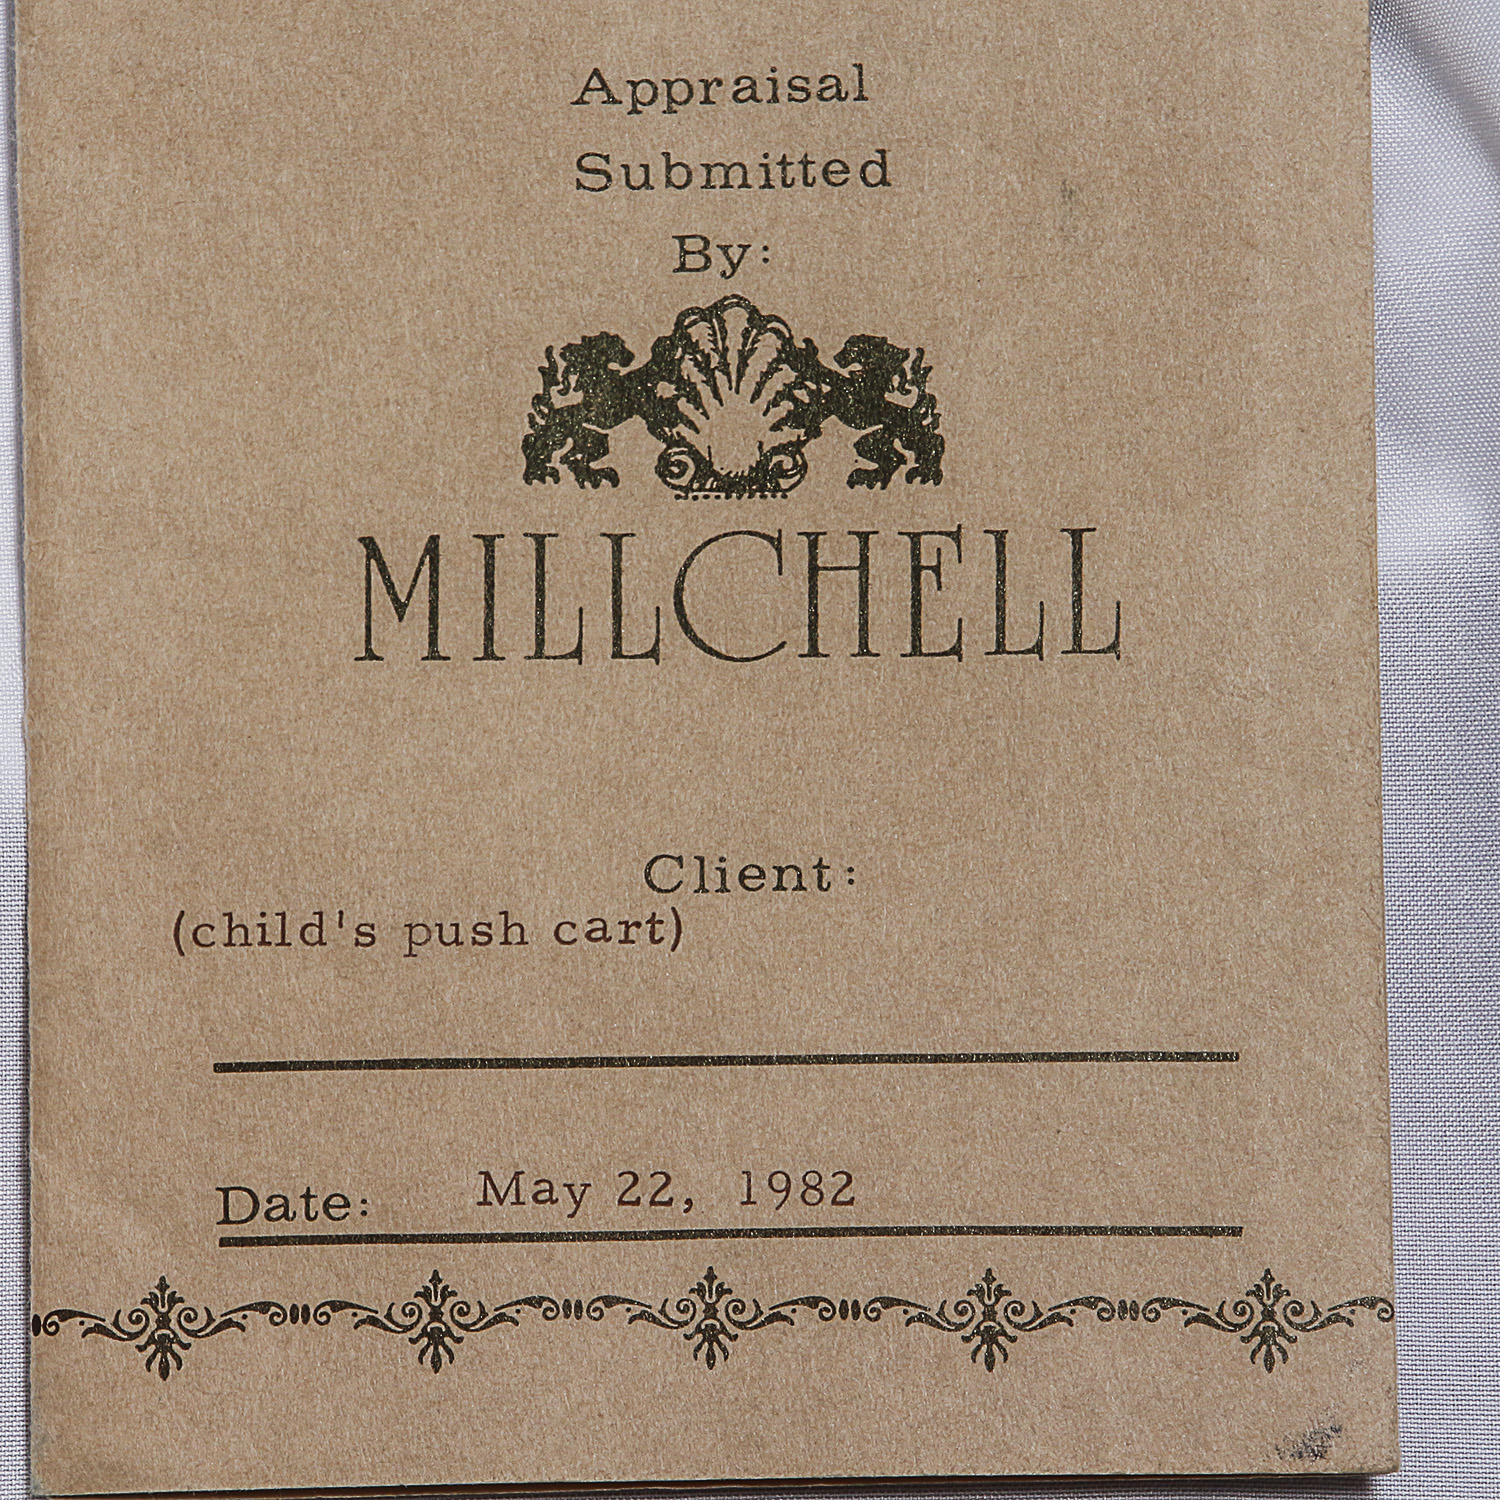 Appraisal
Submitted
By:
MILLCHELL
Client:
(child's push cart)
Date: May 22, 1982